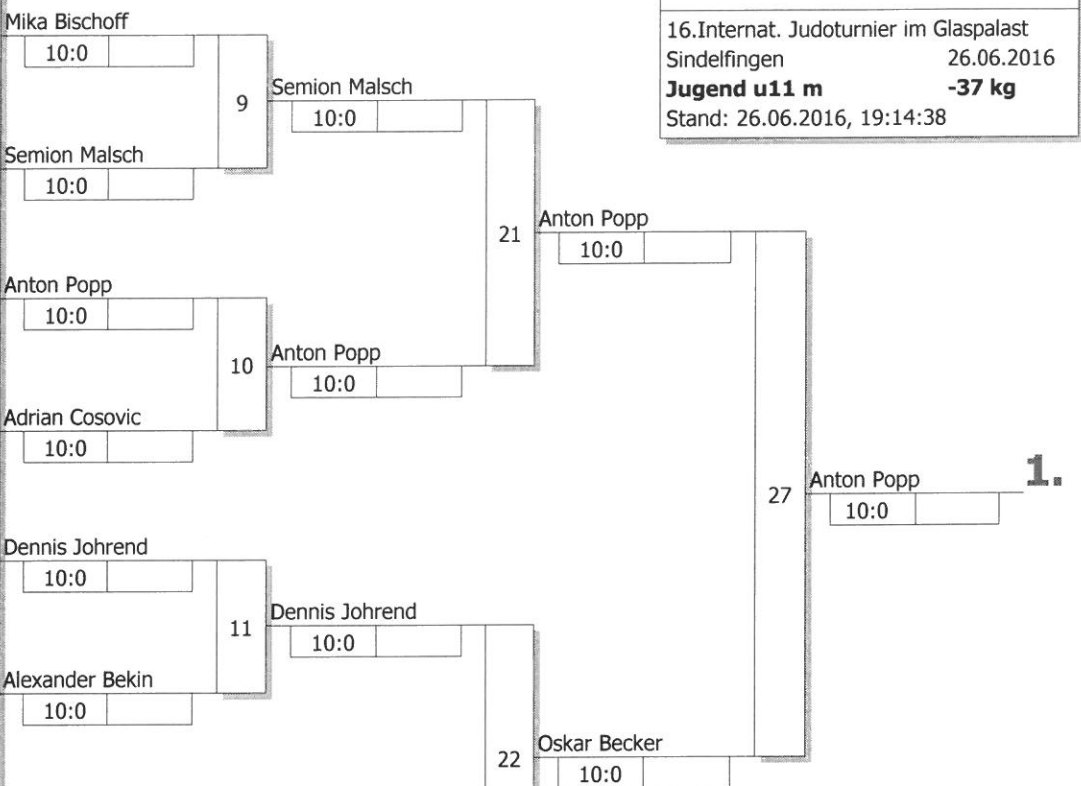 16.Internat. Judoturnier im Glaspalast
Sindelfingen 26.06.2016
Jugend u11 m -37 kg
Stand: 26.06.2016, 19:14:38
Mika Bischoff
10:0
9
Semion Malsch
10:0
Semion Malsch
10:0
21
Anton Popp
10:0
Anton Popp
10:0
10
Anton Popp
10:0
Adrian Cosovic
10:0
27
Anton Popp
10:0
1.
Dennis Johrend
10:0
11
Dennis Johrend
10:0
Alexander Bekin
10:0
22
Oskar Becker
10:0